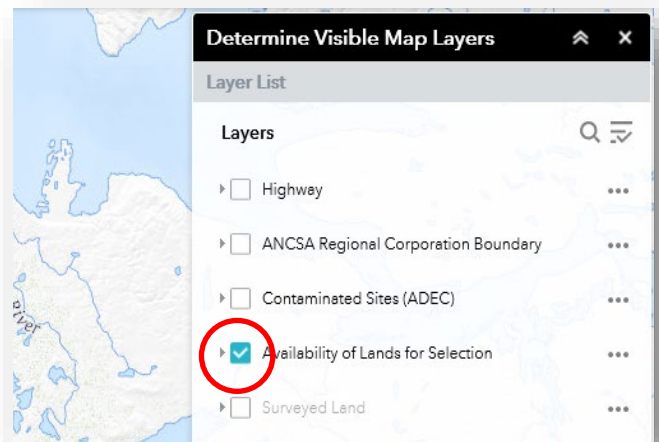 Determine Visible Map Layers
Layer List
Layers
Highway
ANCSA Regional Corporation Boundary
Contaminated Sites (ADEC)
Availability of Lands for Selection
River
Surveyed Land